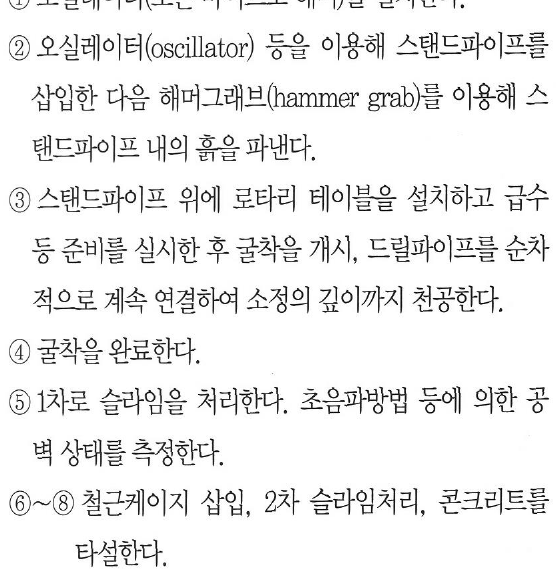 ② 오실레이터(oscillator) 등을 이용해 스탠드파이프를
삽입한 다음 해머그래브(hammer grab)를 이용해 스
탠드파이프 내의 흙을 파낸다.
③ 스탠드파이프 위에 로타리 테이블을 설치하고 급수
등 준비를 실시한 후 굴착을 개시, 드릴파이프를 순차
적으로 계속 연결하여 소정의 깊이까지 천공한다.
④ 굴착을 완료한다.
⑤ 1차로 슬라임을 처리한다. 초음파방법 등에 의한 공
벽 상태를 측정한다.
⑥~⑧ 철근케이지 삽입, 2차 슬라임처리, 콘크리트를
타설한다.